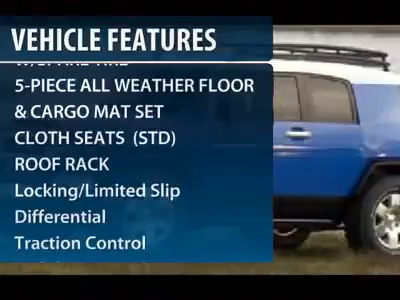 VEHICLE FEATURES
5-PIECE ALL WEATHER FLOOR
& CARGO MAT SET
CLOTH SEATS (STD)
ROOF RACK
Locking/Limited Slip
Differential
Traction Control